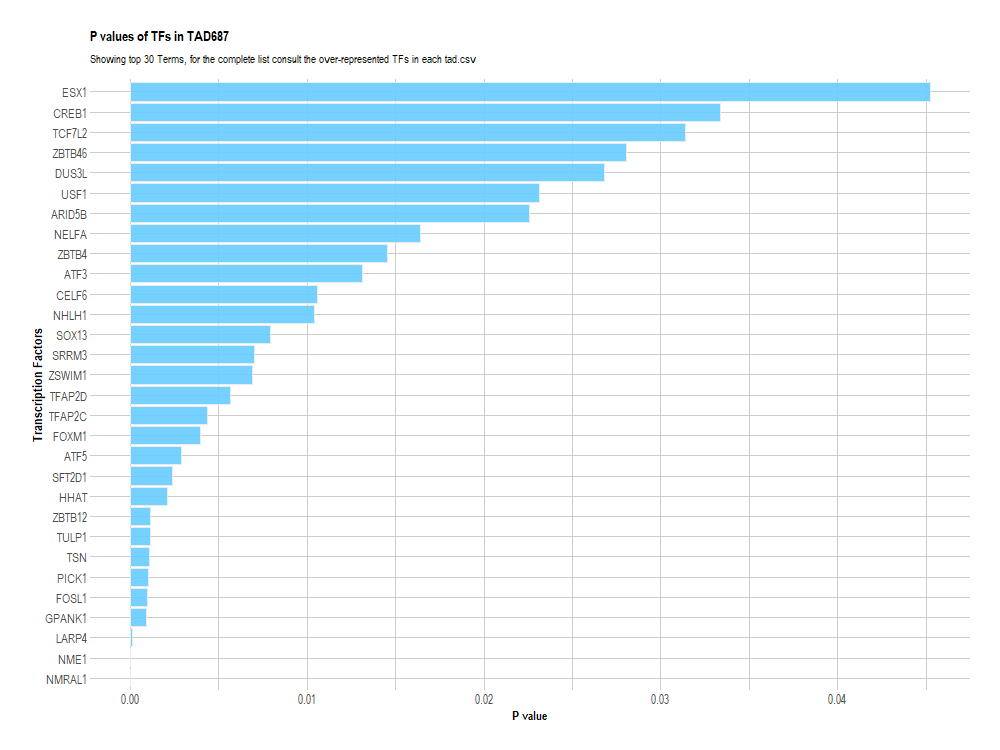 P values of TFs in TAD687
Showing top 30 Terms, for the complete list consult the over-represented TFs in each tad.csv
Transcription Factors
ESX1
CREB1
TCF7L2
ZBTB46
DUS3L
USF1
ARID5B
NELFA
ZBTB4
ATF3
CELF6
NHLH1
SOX13
SRRM3
ZSWIM1
TFAP2D
TFAP2C
FOXM1
ATF5
SFT2D1
HHAT
ZBTB12
TULP1
TSN
PICK1
FOSL1
GPANK1
LARP4
NME1
NMRAL1
0.00 0.01 0.02 0.03 0.04
P value